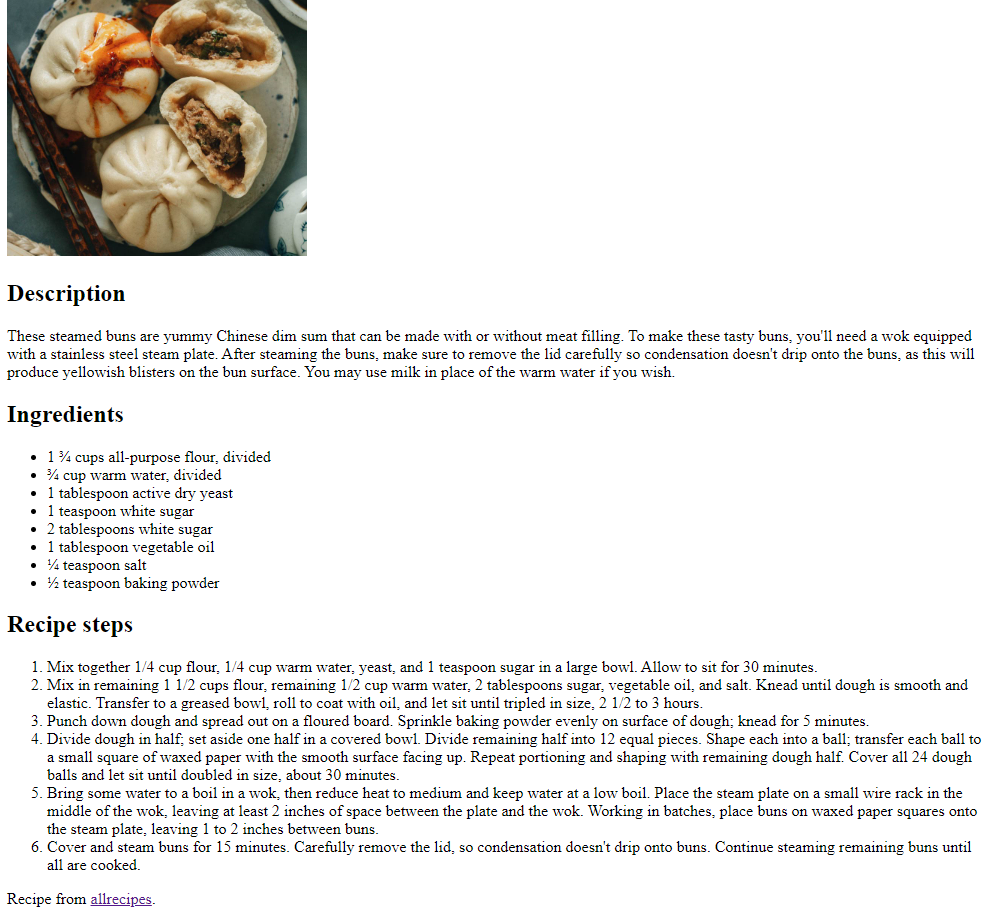 Description
These steamed buns are yummy Chinese dim sum that can be made with or without meat filling. To make these tasty buns, you'll need a wok equipped
with a stainless steel steam plate. After steaming the buns, make sure to remove the lid carefully so condensation doesn't drip onto the buns, as this will
produce yellowish blisters on the bun surface. You may use milk in place of the warm water if you wish.
Ingredients
• 1 ¾ cups all-purpose flour, divided
• ¾ cup warm water, divided
• 1 tablespoon active dry yeast
• 1 teaspoon white sugar
• 2 tablespoons white sugar
• 1 tablespoon vegetable oil
• ¼ teaspoon salt
• ½ teaspoon baking powder
Recipe steps
1. Mix together 1/4 cup flour, 1/4 cup warm water, yeast, and 1 teaspoon sugar in a large bowl. Allow to sit for 30 minutes.
2. Mix in remaining 1 1/2 cups flour, remaining 1/2 cup warm water, 2 tablespoons sugar, vegetable oil, and salt. Knead until dough is smooth and
elastic. Transfer to a greased bowl, roll to coat with oil, and let sit until tripled in size, 2 1/2 to 3 hours.
3. Punch down dough and spread out on a floured board. Sprinkle baking powder evenly on surface of dough; knead for 5 minutes.
4. Divide dough in half; set aside one half in a covered bowl. Divide remaining half into 12 equal pieces. Shape each into a ball; transfer each ball to
a small square of waxed paper with the smooth surface facing up. Repeat portioning and shaping with remaining dough half. Cover all 24 dough
balls and let sit until doubled in size, about 30 minutes.
5. Bring some water to a boil in a wok, then reduce heat to medium and keep water at a low boil. Place the steam plate on a small wire rack in the
middle of the wok, leaving at least 2 inches of space between the plate and the wok. Working in batches, place buns on waxed paper squares onto
the steam plate, leaving 1 to 2 inches between buns.
6. Cover and steam buns for 15 minutes. Carefully remove the lid, so condensation doesn't drip onto buns. Continue steaming remaining buns until
all are cooked.
Recipe from allrecipes.